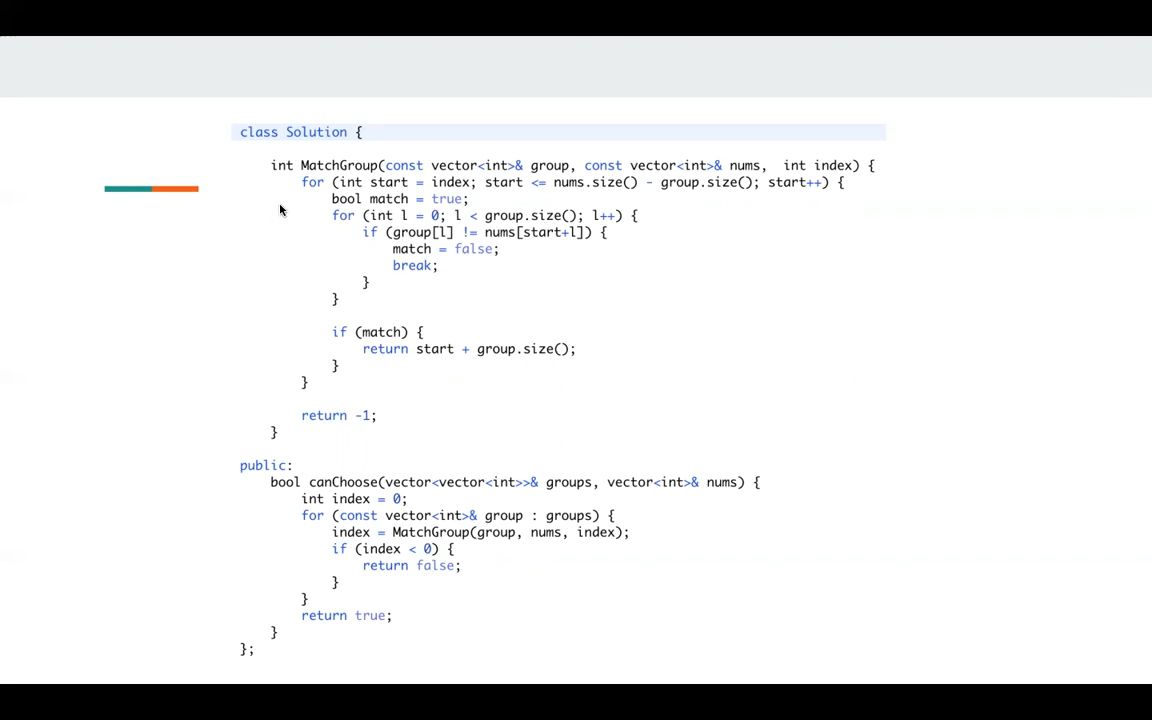 class Solution {
int MatchGroup(const vector<int>& group, const vector<int>& nums,  int index) {
for (int start = index; start <= nums.size() - group.size(); start++) {
bool match = true;
for (int l = 0; l < group.size(); l++) {
if (group[l] != nums[start+l]) {
match = false;
break;
}
}
if (match) {
return start + group.size();
}
}
return -1;
}
public:
bool canChoose(vector<vector<int>>& groups, vector<int>& nums) {
int index = 0;
for (const vector<int>& group : groups) {
index = MatchGroup(group, nums, index);
if (index < 0) {
return false;
}
}
return true;
}
};